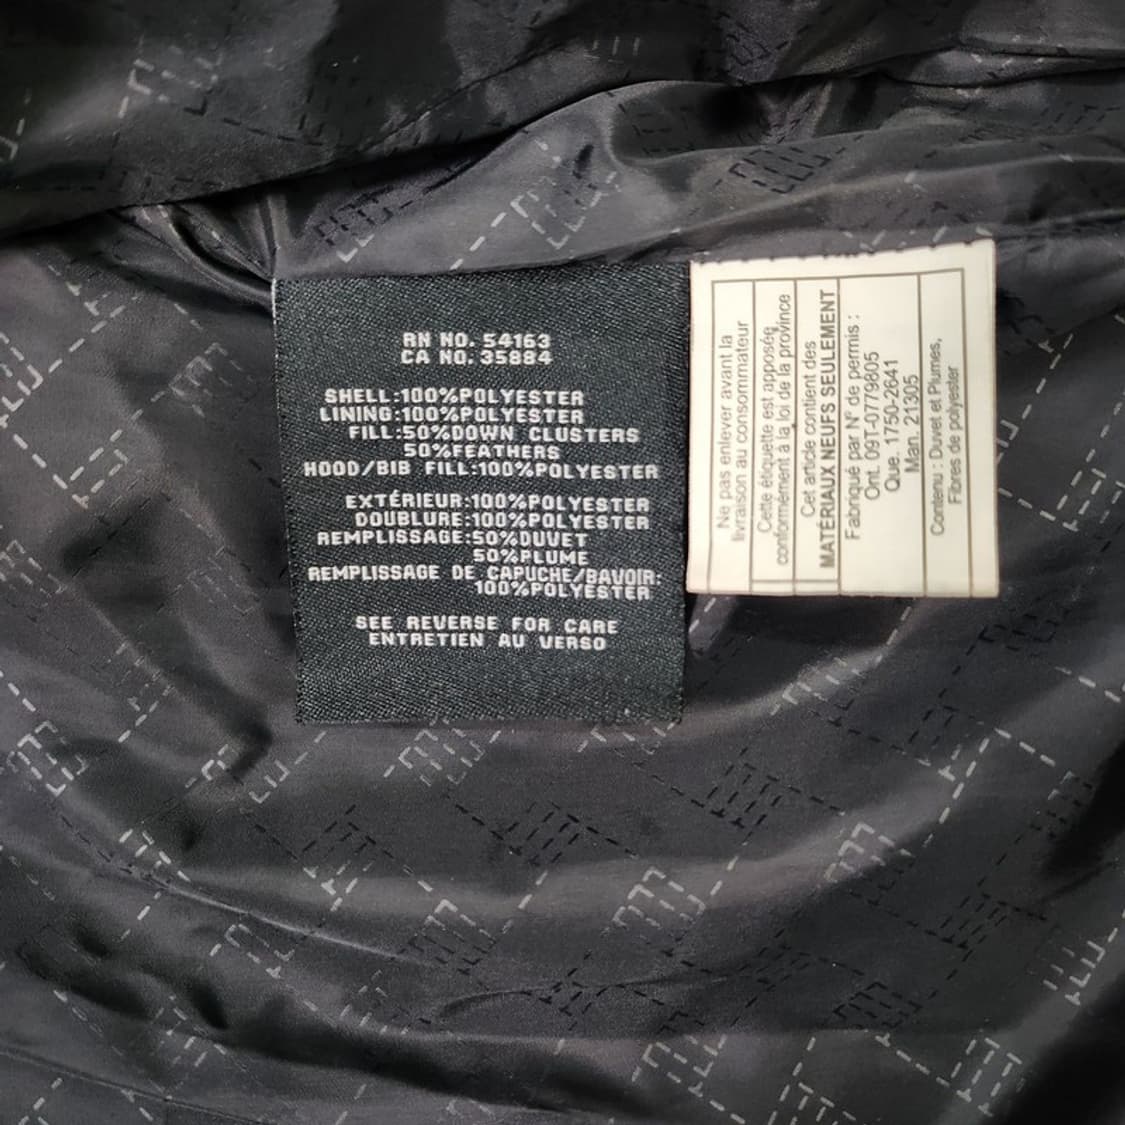 RN NO. 54163
CA NO. 35884
SHELL:100%POLYESTER
LINING:100%POLYESTER
FILL:50%DOWN CLUSTERS
50%FEATHERS
HOOD/BIB FILL:100%POLYESTER
EXTÉRIEUR:100%POLYESTER
DOUBLURE:100%POLYESTER
REMPLISSAGE:50%DUVET
50%PLUME
REMPLISSAGE DE CAPUCHE/BAVOIR:
100%POLYESTER
SEE REVERSE FOR CARE
ENTRETIEN AU VERSO
Ne pas enlever avant la
livraison au consommateur
Cette étiquette est apposée
conformément à la loi de la province
Cet article contient des
MATÉRIAUX NEUFS SEULEMENT
Fabriqué par N° de permis :
Ont. 09T-0779805
Que. 1750-2641
Man. 21305
Contenu : Duvet et Plumes,
Fibres de polyester